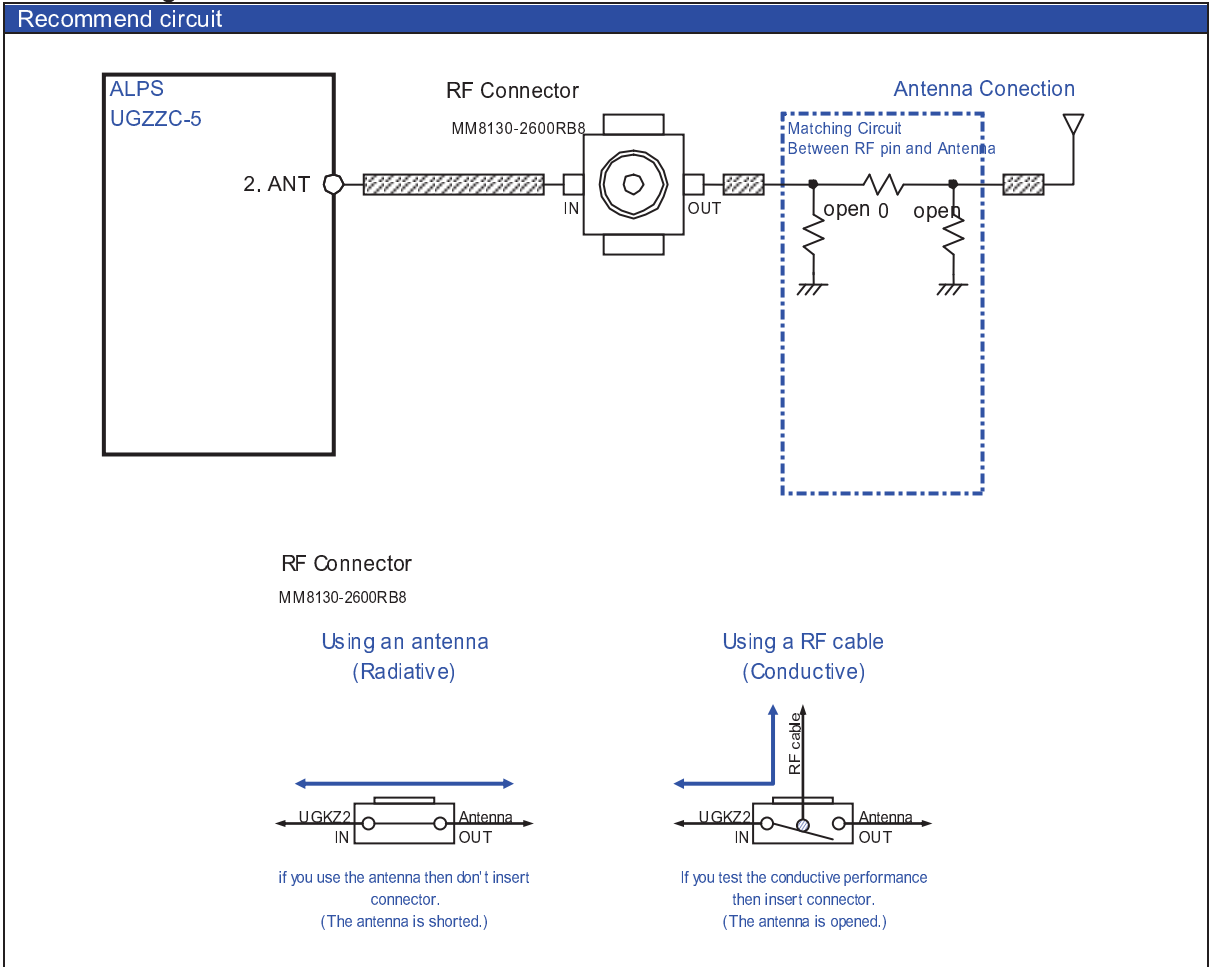 Recommend circuit
ALPS
UGZZC-5
RF Connector
Antenna Conection
MM8130-2600RB8
Matching Circuit
Between RF pin and Antenna
2. ANT
IN
OUT
open 0 open
RF Connector
MM8130-2600RB8
Using an antenna
(Radiative)
Using a RF cable
(Conductive)
RF cable
UGKZ2
Antenna
IN
OUT
UGKZ2
Antenna
IN
OUT
if you use the antenna then don't insert
connector.
(The antenna is shorted.)
If you test the conductive performance
then insert connector.
(The antenna is opened.)